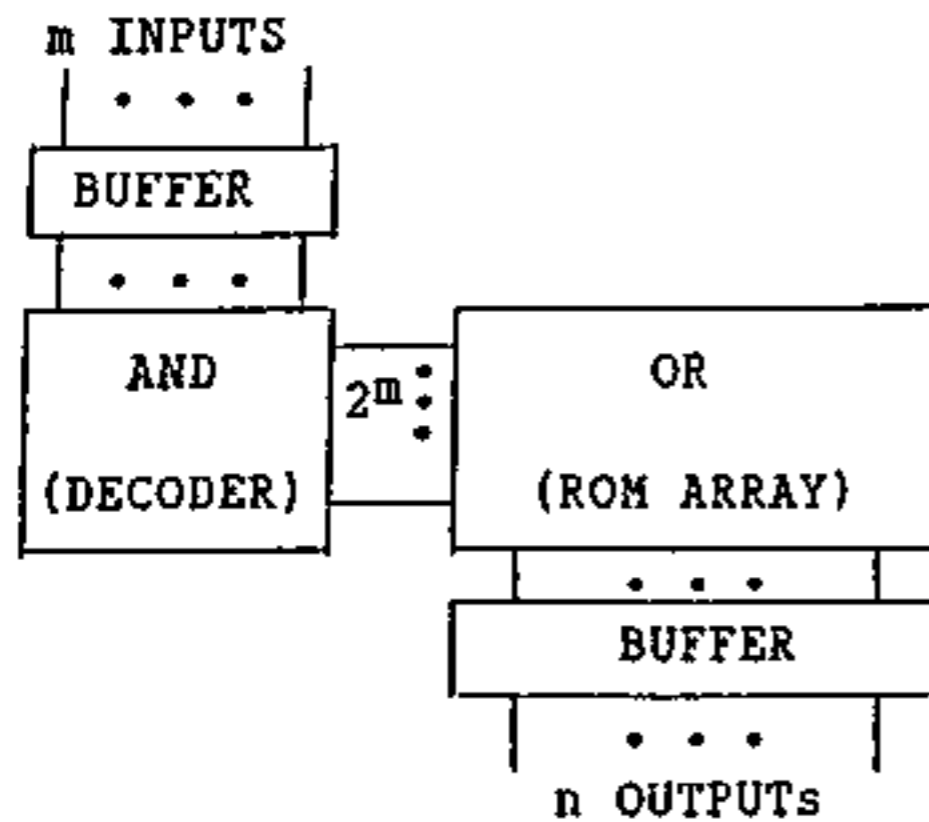 m INPUTS
BUFFER
AND
(DECODER)
2ᵐ
OR
(ROM ARRAY)
BUFFER
n OUTPUTs